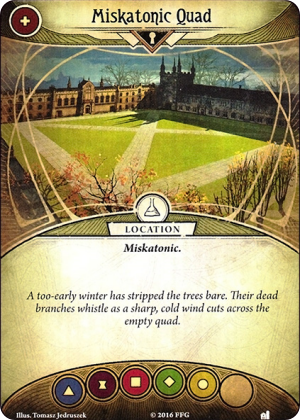 Miskatonic Quad
LOCATION
Miskatonic.
A too-early winter has stripped the trees bare. Their dead
branches whistle as a sharp, cold wind cuts across the
empty quad.
Illus. Tomasz Jedruszek
© 2016 FFG